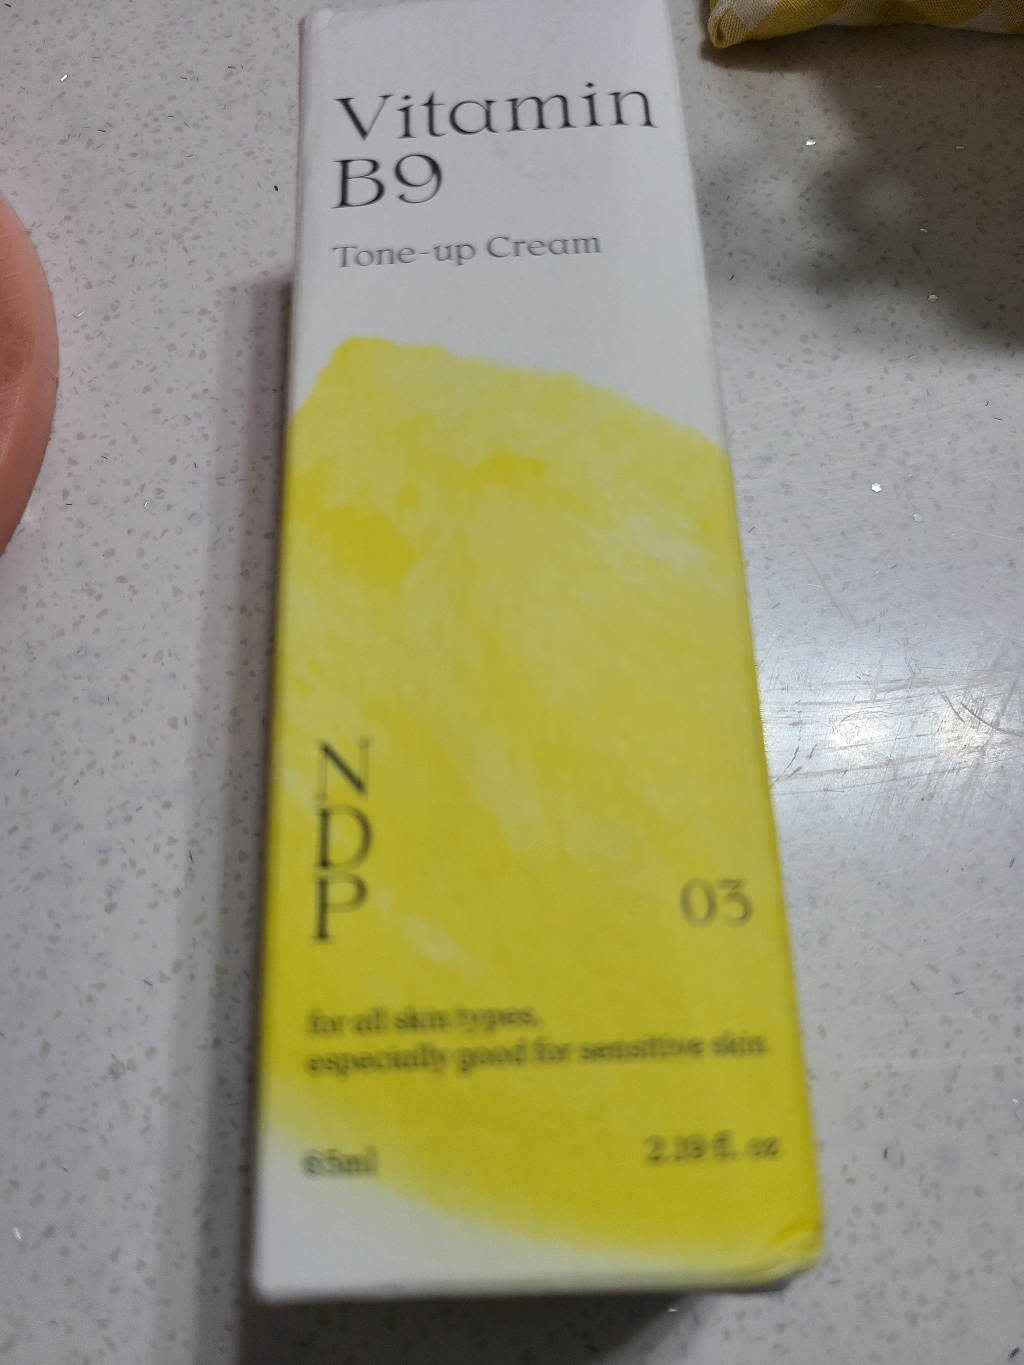 Vitamin
B9
Tone-up Cream
N
D
P
03
for all skin types,
especially good for sensitive skin
65ml
2.19 fl. oz